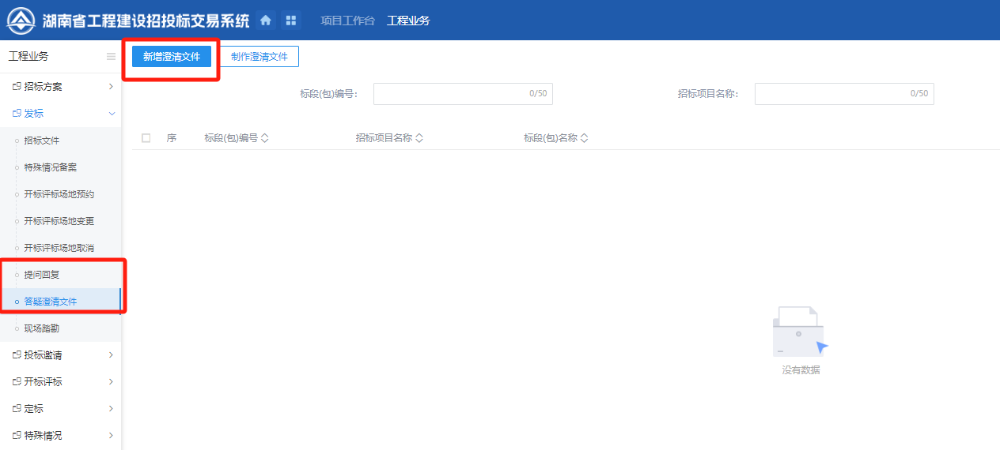 湖南省工程建设招投标交易系统
项目工作台
工程业务
工程业务
招标方案
发标
招标文件
特殊情况备案
开标评标场地预约
开标评标场地变更
开标评标场地取消
提问回复
答疑澄清文件
现场踏勘
投标邀请
开标评标
定标
特殊情况
新增澄清文件
制作澄清文件
标段(包)编号：
0/50
招标项目名称：
0/50
序
标段(包)编号
招标项目名称
标段(包)名称
没有数据